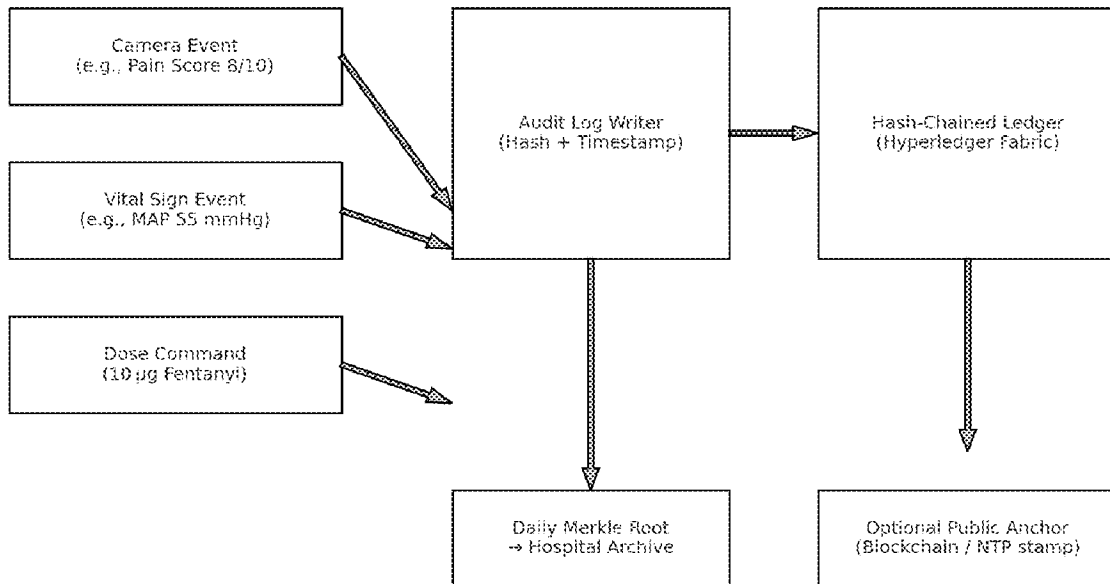 Camera Event
(e.g., Pain Score 8/10)
Audit Log Writer
(Hash + Timestamp)
Hash-Chained Ledger
(Hyperledger Fabric)
Vital Sign Event
(e.g., MAP 55 mmHg)
Dose Command
(10 µg Fentanyl)
Daily Merkle Root
→ Hospital Archive
Optional Public Anchor
(Blockchain / NTP stamp)